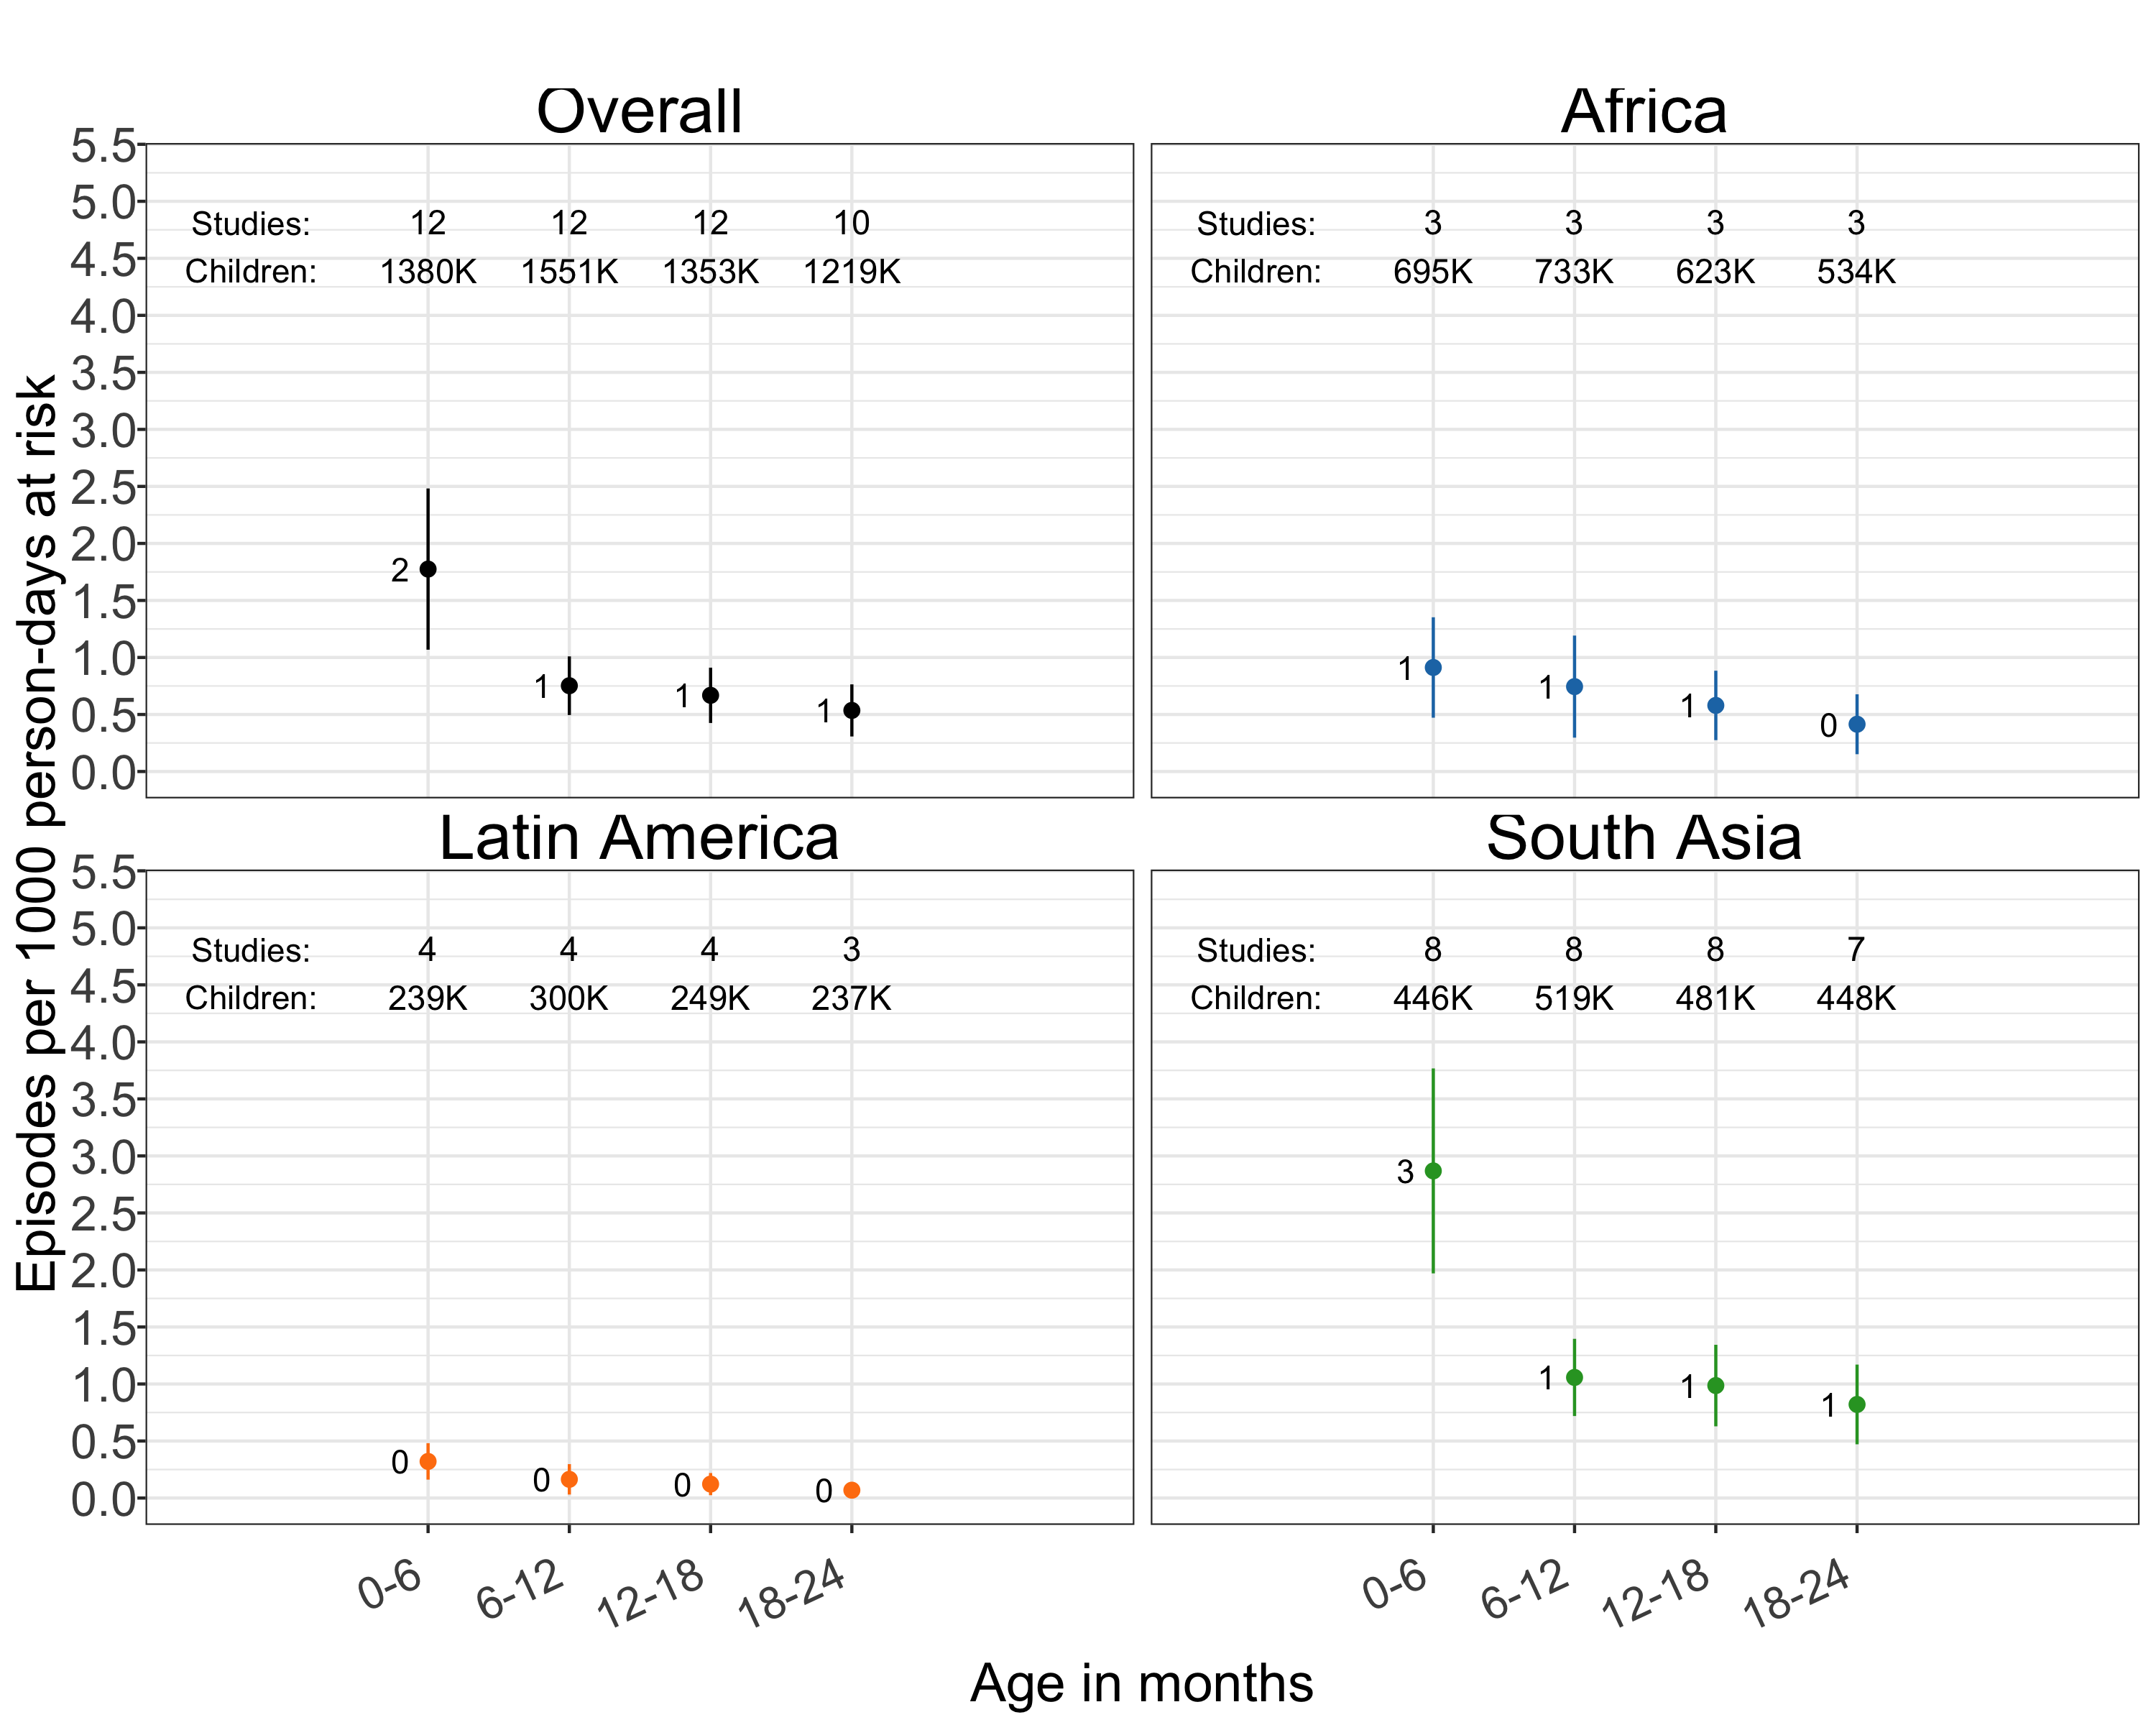 Overall
Africa
5.5
5.0
4.5
4.0
3.5
3.0
2.5
2.0
1.5
1.0
0.5
0.0
Studies: 12 12 12 10
Children: 1380K 1551K 1353K 1219K
2
1
1
1
Studies: 3 3 3 3
Children: 695K 733K 623K 534K
1
1
1
0
Latin America
South Asia
5.5
5.0
4.5
4.0
3.5
3.0
2.5
2.0
1.5
1.0
0.5
0.0
Studies: 4 4 4 3
Children: 239K 300K 249K 237K
0
0
0
0
Studies: 8 8 8 7
Children: 446K 519K 481K 448K
3
1
1
1
0-6 6-12 12-18 18-24
0-6 6-12 12-18 18-24
Age in months
Episodes per 1000 person-days at risk